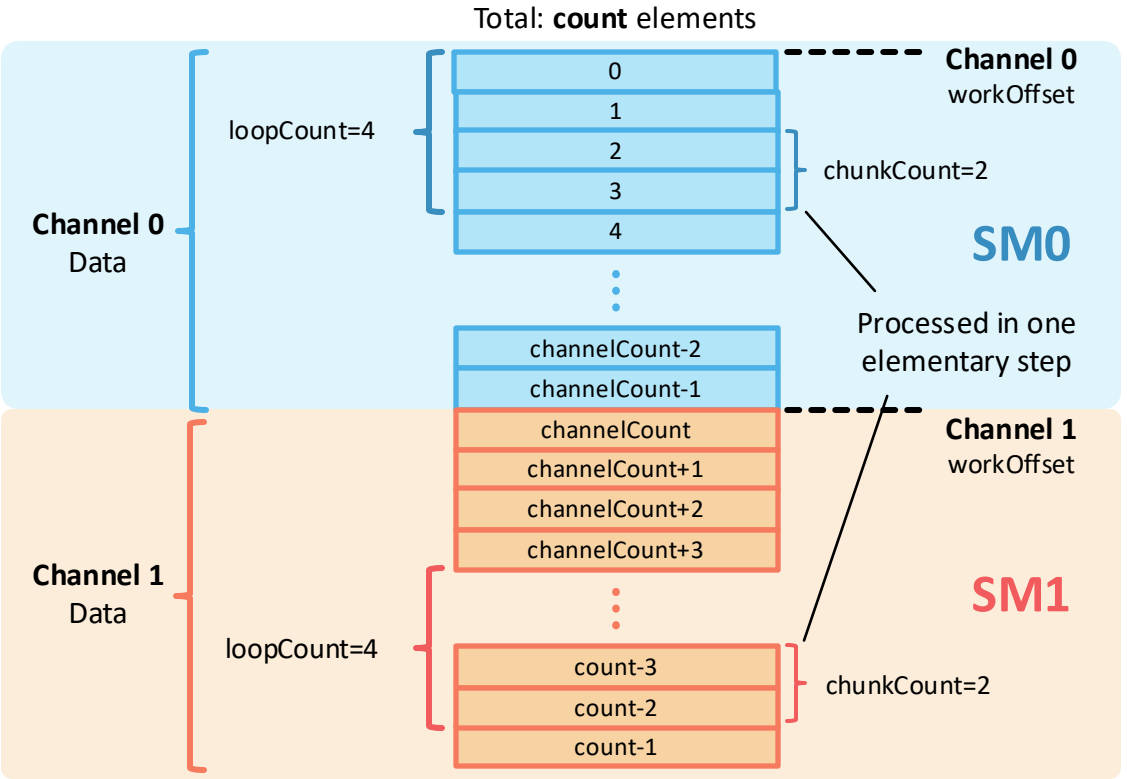 Total: count elements
Channel 0
workOffset
0
1
loopCount=4
2
chunkCount=2
3
Channel 0
Data
4
SM0
Processed in one
elementary step
channelCount-2
channelCount-1
channelCount
Channel 1
workOffset
channelCount+1
channelCount+2
channelCount+3
Channel 1
Data
SM1
loopCount=4
count-3
chunkCount=2
count-2
count-1